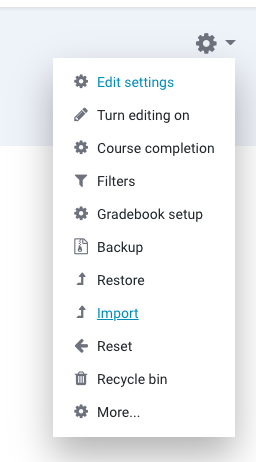 Edit settings
Turn editing on
Course completion
Filters
Gradebook setup
Backup
Restore
Import
Reset
Recycle bin
More...